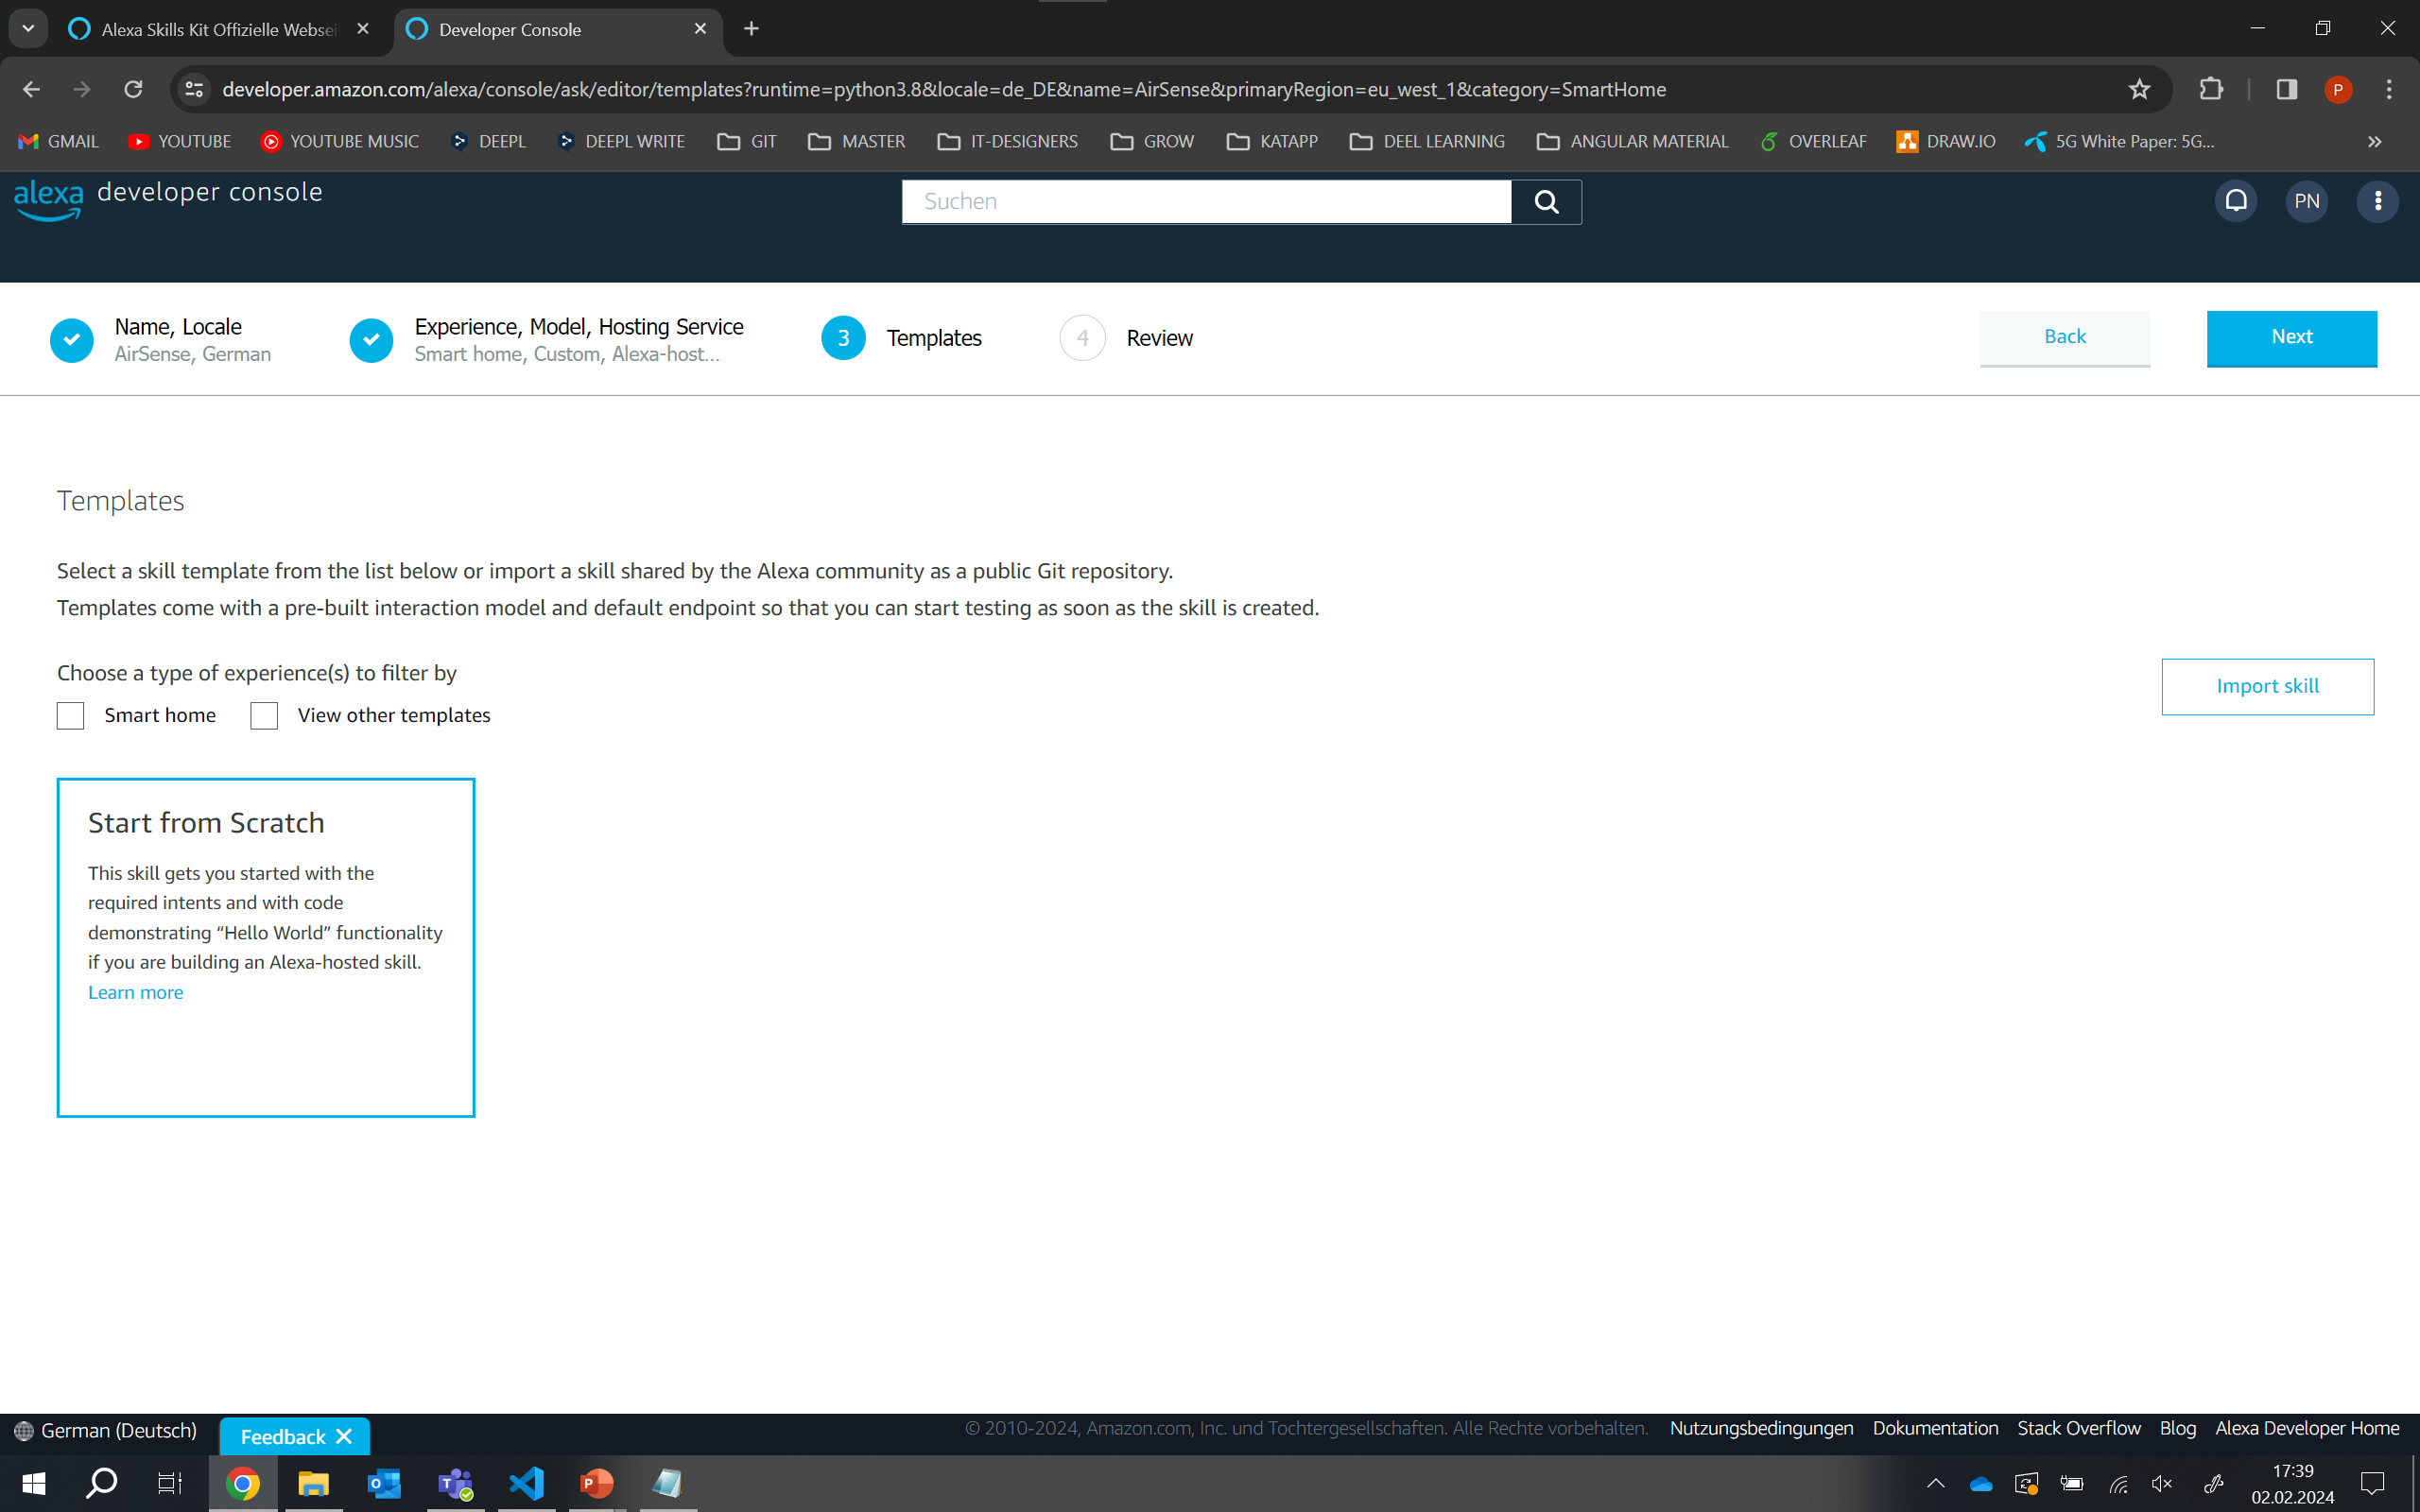 Alexa Skills Kit Offizielle Websei
Developer Console
developer.amazon.com/alexa/console/ask/editor/templates?runtime=python3.8&locale=de_DE&name=AirSense&primaryRegion=eu_west_1&category=SmartHome
P
GMAIL YOUTUBE YOUTUBE MUSIC DEEPL DEEPL WRITE GIT MASTER IT-DESIGNERS GROW KATAPP DEEL LEARNING ANGULAR MATERIAL OVERLEAF DRAW.IO 5G White Paper: 5G...
alexa developer console
Suchen
PN
Name, Locale
AirSense, German
Experience, Model, Hosting Service
Smart home, Custom, Alexa-host...
3 Templates
4 Review
Back
Next
Templates
Select a skill template from the list below or import a skill shared by the Alexa community as a public Git repository.
Templates come with a pre-built interaction model and default endpoint so that you can start testing as soon as the skill is created.
Choose a type of experience(s) to filter by
Smart home View other templates
Import skill
Start from Scratch
This skill gets you started with the
required intents and with code
demonstrating “Hello World” functionality
if you are building an Alexa-hosted skill.
Learn more
German (Deutsch)
Feedback
© 2010-2024, Amazon.com, Inc. und Tochtergesellschaften. Alle Rechte vorbehalten.
Nutzungsbedingungen Dokumentation Stack Overflow Blog Alexa Developer Home
17:39
02.02.2024